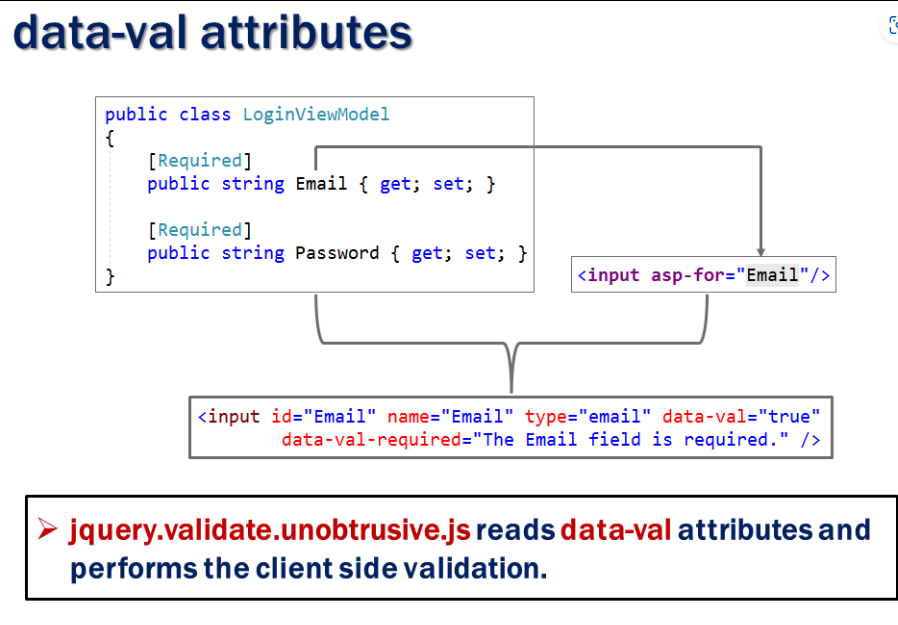 data-val attributes
public class LoginViewModel
{
[Required]
public string Email { get; set; }
[Required]
public string Password { get; set; }
}
<input asp-for="Email"/>
<input id="Email" name="Email" type="email" data-val="true"
data-val-required="The Email field is required." />
jquery.validate.unobtrusive.js reads data-val attributes and
performs the client side validation.